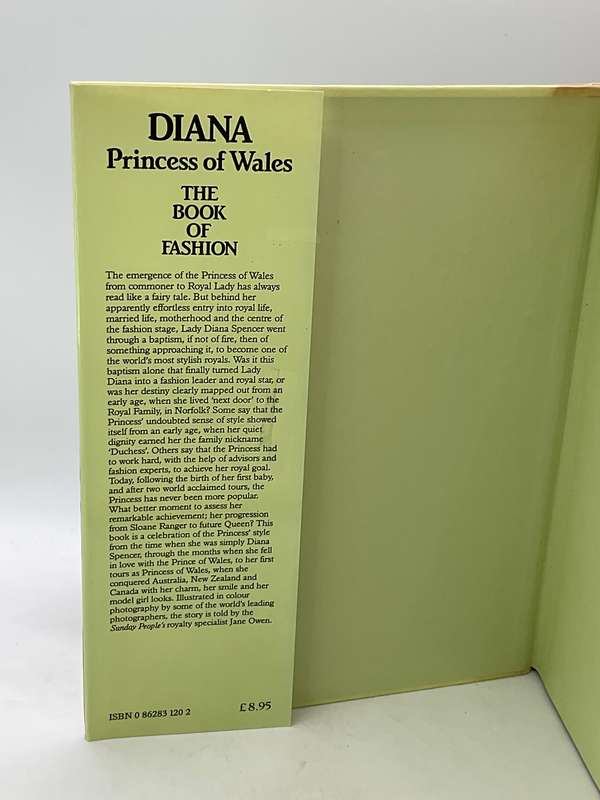 DIANA
Princess of Wales
THE
BOOK
OF
FASHION
The emergence of the Princess of Wales
from commoner to Royal Lady has always
read like a fairy tale. But behind her
apparently effortless entry into royal life,
married life, motherhood and the centre of
the fashion stage, Lady Diana Spencer went
through a baptism, if not of fire, then of
something approaching it, to become one of
the world's most stylish royals. Was it this
baptism alone that finally turned Lady
Diana into a fashion leader and royal star, or
was her destiny clearly mapped out from an
early age, when she lived 'next door' to the
Royal Family, in Norfolk? Some say that the
Princess' undoubted sense of style showed
itself from an early age, when her quiet
dignity earned her the family nickname
'Duchess'. Others say that the Princess had
to work hard, with the help of advisors and
fashion experts, to achieve her royal goal.
Today, following the birth of her first baby,
and after two world acclaimed tours, the
Princess has never been more popular.
What better moment to assess her
remarkable achievement; her progression
from Sloane Ranger to future Queen? This
book is a celebration of the Princess' style
from the time when she was simply Diana
Spencer, through the months when she fell
in love with the Prince of Wales, to her first
tours as Princess of Wales, when she
conquered Australia, New Zealand and
Canada with her charm, her smile and her
model girl looks. Illustrated in colour
photography by some of the world's leading
photographers, the story is told by the
Sunday People's royalty specialist Jane Owen.
ISBN 0 86283 120 2
£8.95